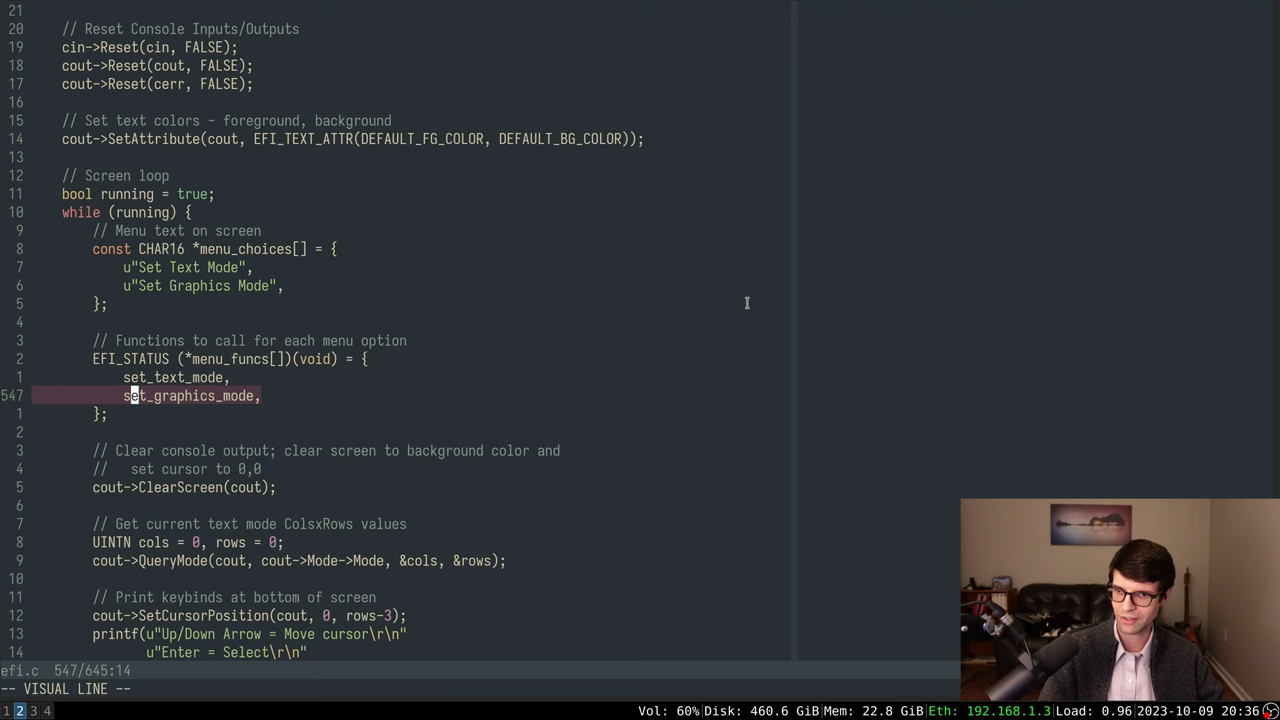 21
20 // Reset Console Inputs/Outputs
19 cin->Reset(cin, FALSE);
18 cout->Reset(cout, FALSE);
17 cout->Reset(cerr, FALSE);
16
15 // Set text colors - foreground, background
14 cout->SetAttribute(cout, EFI_TEXT_ATTR(DEFAULT_FG_COLOR, DEFAULT_BG_COLOR));
13
12 // Screen loop
11 bool running = true;
10 while (running) {
9 // Menu text on screen
8 const CHAR16 *menu_choices[] = {
7 u"Set Text Mode",
6 u"Set Graphics Mode",
5 };
4
3 // Functions to call for each menu option
2 EFI_STATUS (*menu_funcs[])(void) = {
1 set_text_mode,
547 set_graphics_mode,
1 };
2
3 // Clear console output; clear screen to background color and
4 //   set cursor to 0,0
5 cout->ClearScreen(cout);
6
7 // Get current text mode ColsxRows values
8 UINTN cols = 0, rows = 0;
9 cout->QueryMode(cout, cout->Mode->Mode, &cols, &rows);
10
11 // Print keybinds at bottom of screen
12 cout->SetCursorPosition(cout, 0, rows-3);
13 printf(u"Up/Down Arrow = Move cursor\r\n"
14 u"Enter = Select\r\n"
efi.c 547/645:14
-- VISUAL LINE --
1 2 3 4 Vol: 60%|Disk: 460.6 GiB|Mem: 22.8 GiB|Eth: 192.168.1.3|Load: 0.96|2023-10-09 20:36